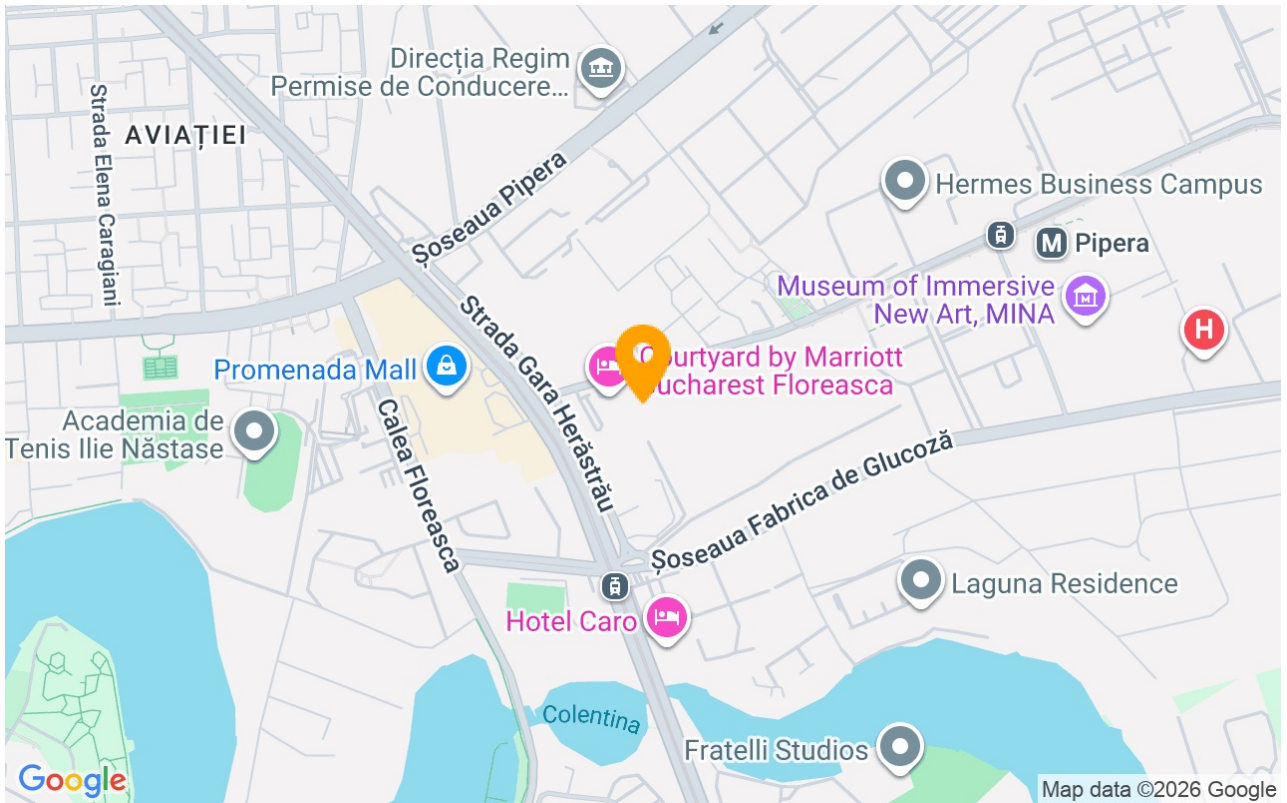 Direcția Regim
Permise de Conducere...
AVIAȚIEI
Strada Elena Caragiani
Șoseaua Pipera
Hermes Business Campus
M Pipera
Museum of Immersive
New Art, MINA
H
Strada Gara Herăstrău
Promenada Mall
Courtyard by Marriott
Bucharest Floreasca
Academia de
Tenis Ilie Năstase
Calea Floreasca
Șoseaua Fabrica de Glucoză
Laguna Residence
Hotel Caro
Colentina
Fratelli Studios
Google
Map data ©2026 Google